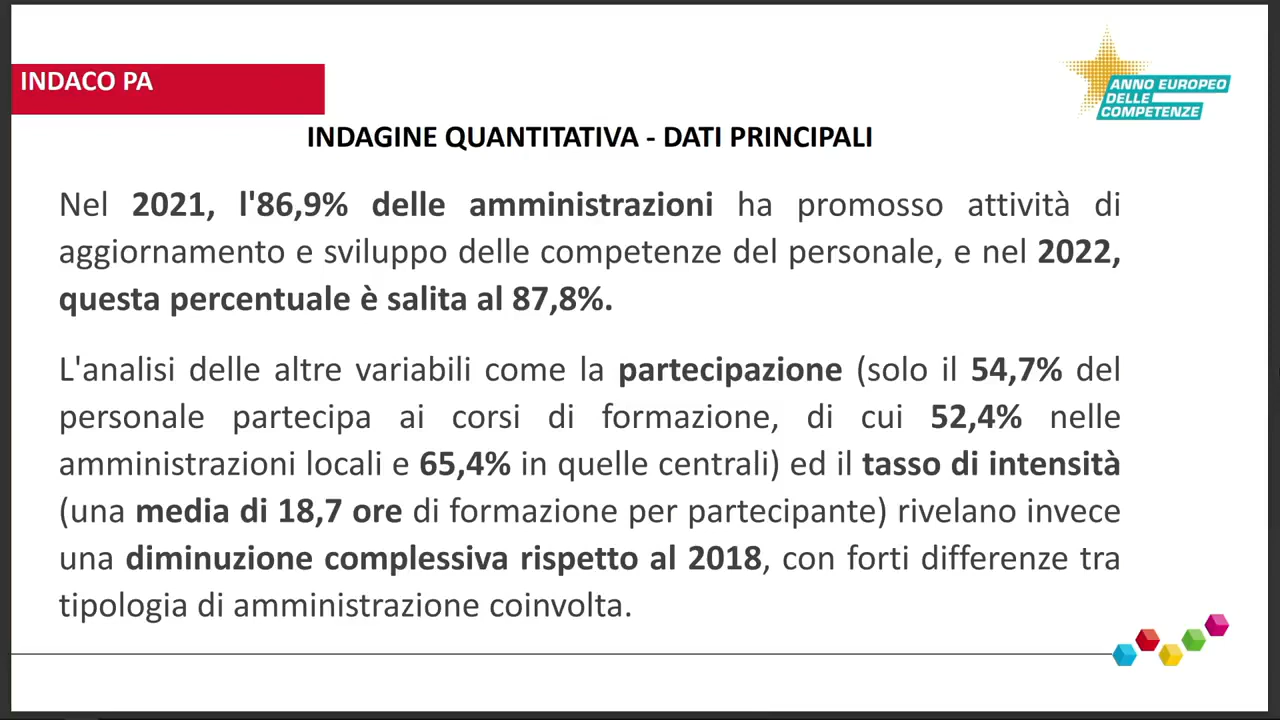 INDACO PA
ANNO EUROPEO
DELLE
COMPETENZE
INDAGINE QUANTITATIVA - DATI PRINCIPALI
Nel 2021, l'86,9% delle amministrazioni ha promosso attività di
aggiornamento e sviluppo delle competenze del personale, e nel 2022,
questa percentuale è salita al 87,8%.
L'analisi delle altre variabili come la partecipazione (solo il 54,7% del
personale partecipa ai corsi di formazione, di cui 52,4% nelle
amministrazioni locali e 65,4% in quelle centrali) ed il tasso di intensità
(una media di 18,7 ore di formazione per partecipante) rivelano invece
una diminuzione complessiva rispetto al 2018, con forti differenze tra
tipologia di amministrazione coinvolta.